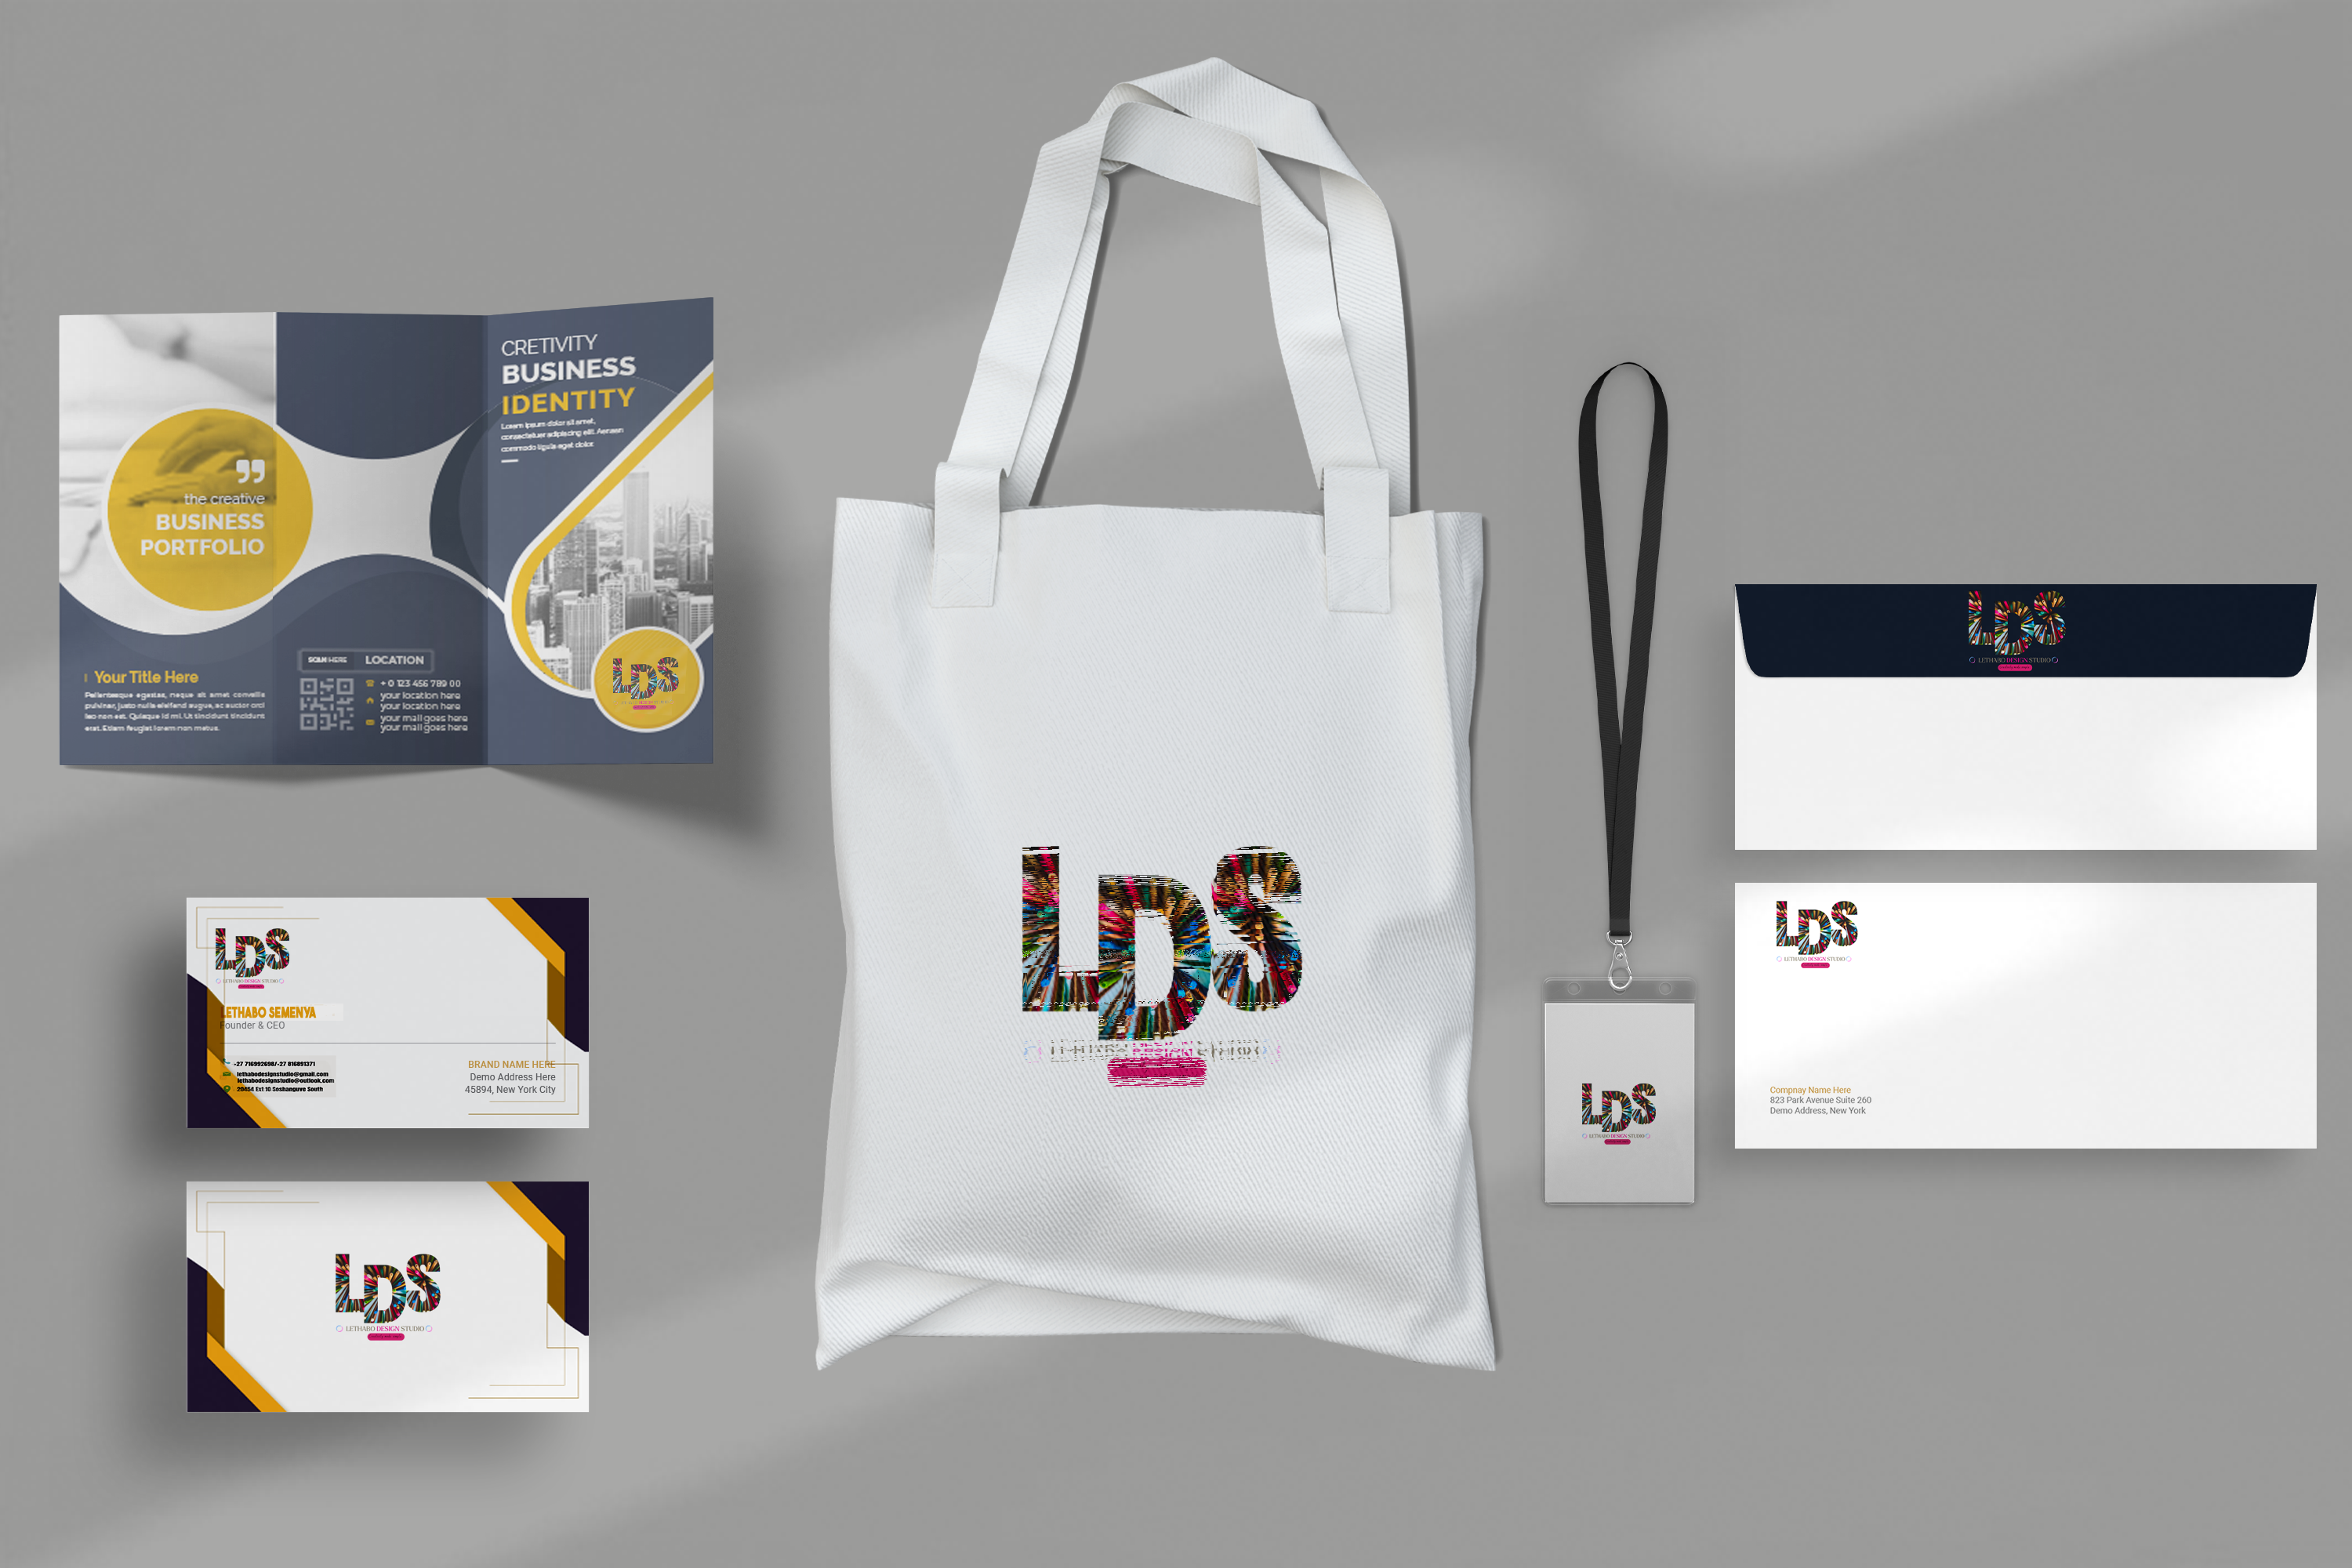 CRETIVITY
BUSINESS
IDENTITY
Lorem ipsum dolor sit amet,
consectetuer adipiscing elit. Aenean
commodo ligula eget dolor.
the creative
BUSINESS
PORTFOLIO
Your Title Here
Pellentesque egestas, neque sit amet convallis
pulvinar, justo nulla eleifend augue, ac auctor orci
leo non est. Quisque id mi. Ut tincidunt tincidunt
erat. Etiam feugiat lorem non metus.
SCAN HERE
LOCATION
+ 0 123 456 789 00
your location here
your location here
your mail goes here
your mail goes here
LDS
LDS
LETHABO DESIGN STUDIO
LETHABO SEMENYA
Founder & CEO
-27 716992698/-27 816891371
lethabodesignstudio@gmail.com
lethabodesignstudio@outlook.com
20654 Ext 10 Soshanguve South
BRAND NAME HERE
Demo Address Here
45894, New York City
LDS
LETHABO DESIGN STUDIO
LDS
DESIGN
LDS
LETHABO DESIGN STUDIO
LDS
LETHABO DESIGN STUDIO
LDS
LETHABO DESIGN STUDIO
Compnay Name Here
823 Park Avenue Suite 260
Demo Address, New York